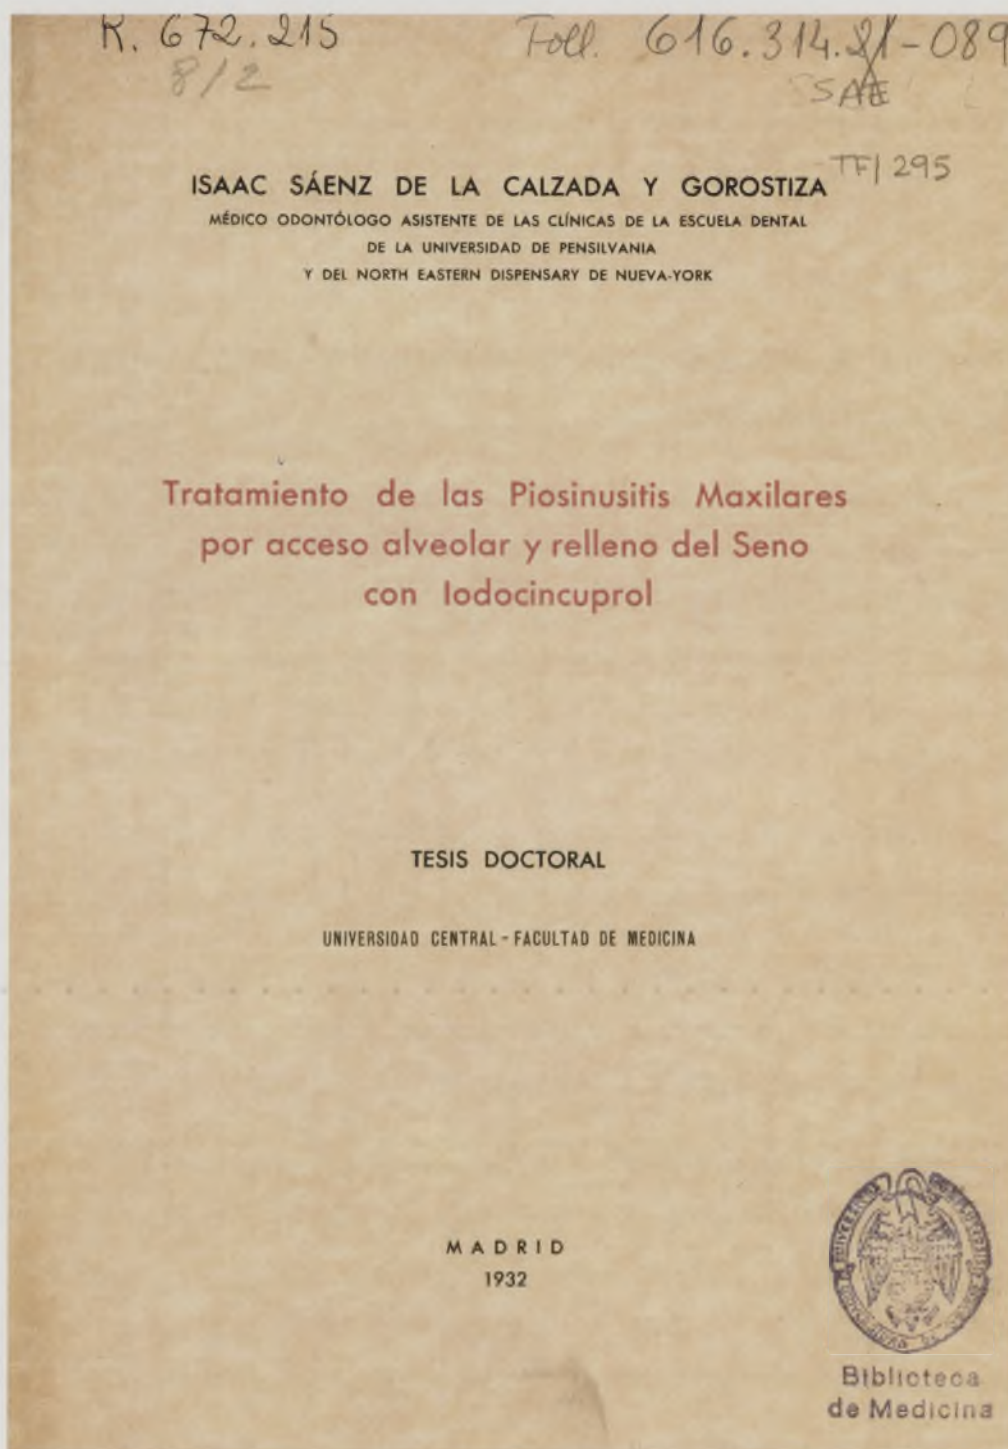 R. 672.215
Foll. 616.314.21-089
8/2
SAE
TF/295
ISAAC SÁENZ DE LA CALZADA Y GOROSTIZA
MÉDICO ODONTÓLOGO ASISTENTE DE LAS CLÍNICAS DE LA ESCUELA DENTAL
DE LA UNIVERSIDAD DE PENSILVANIA
Y DEL NORTH EASTERN DISPENSARY DE NUEVA-YORK
Tratamiento de las Piosinusitis Maxilares
por acceso alveolar y relleno del Seno
con Iodocincuprol
TESIS DOCTORAL
UNIVERSIDAD CENTRAL - FACULTAD DE MEDICINA
MADRID
1932
Biblioteca
de Medicina